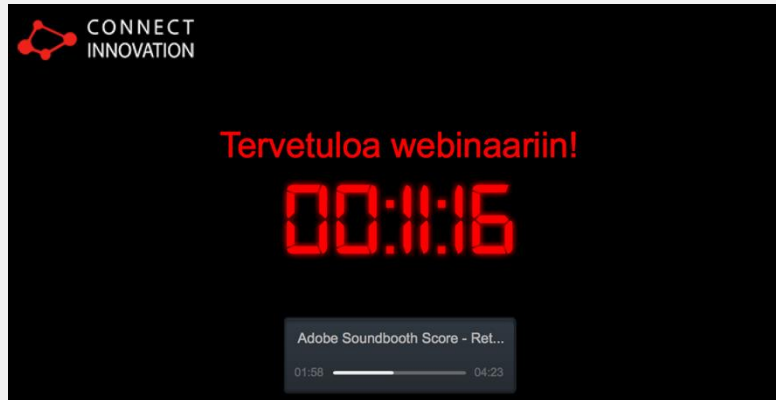 CONNECT
INNOVATION
Tervetuloa webinaariin!
00:11:16
Adobe Soundbooth Score - Ret...
01:58 04:23